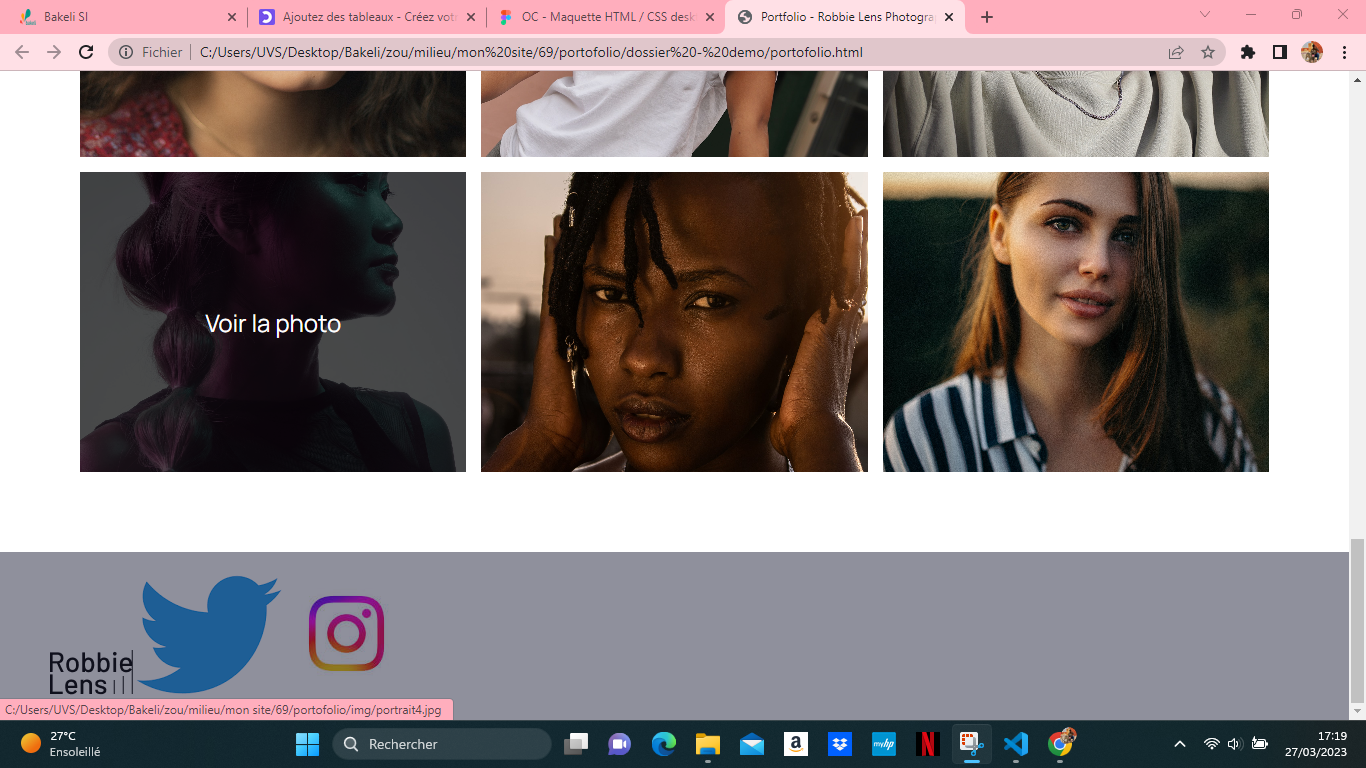 Bakeli SI
Ajoutez des tableaux - Créez votr
OC - Maquette HTML / CSS desk
Portfolio - Robbie Lens Photogra
Fichier
C:/Users/UVS/Desktop/Bakeli/zou/milieu/mon%20site/69/portofolio/dossier%20-%20demo/portofolio.html
Voir la photo
Robbie
Lens
C:/Users/UVS/Desktop/Bakeli/zou/milieu/mon site/69/portofolio/img/portrait4.jpg
27°C
Ensoleillé
Rechercher
a
myhp
N
17:19
27/03/2023